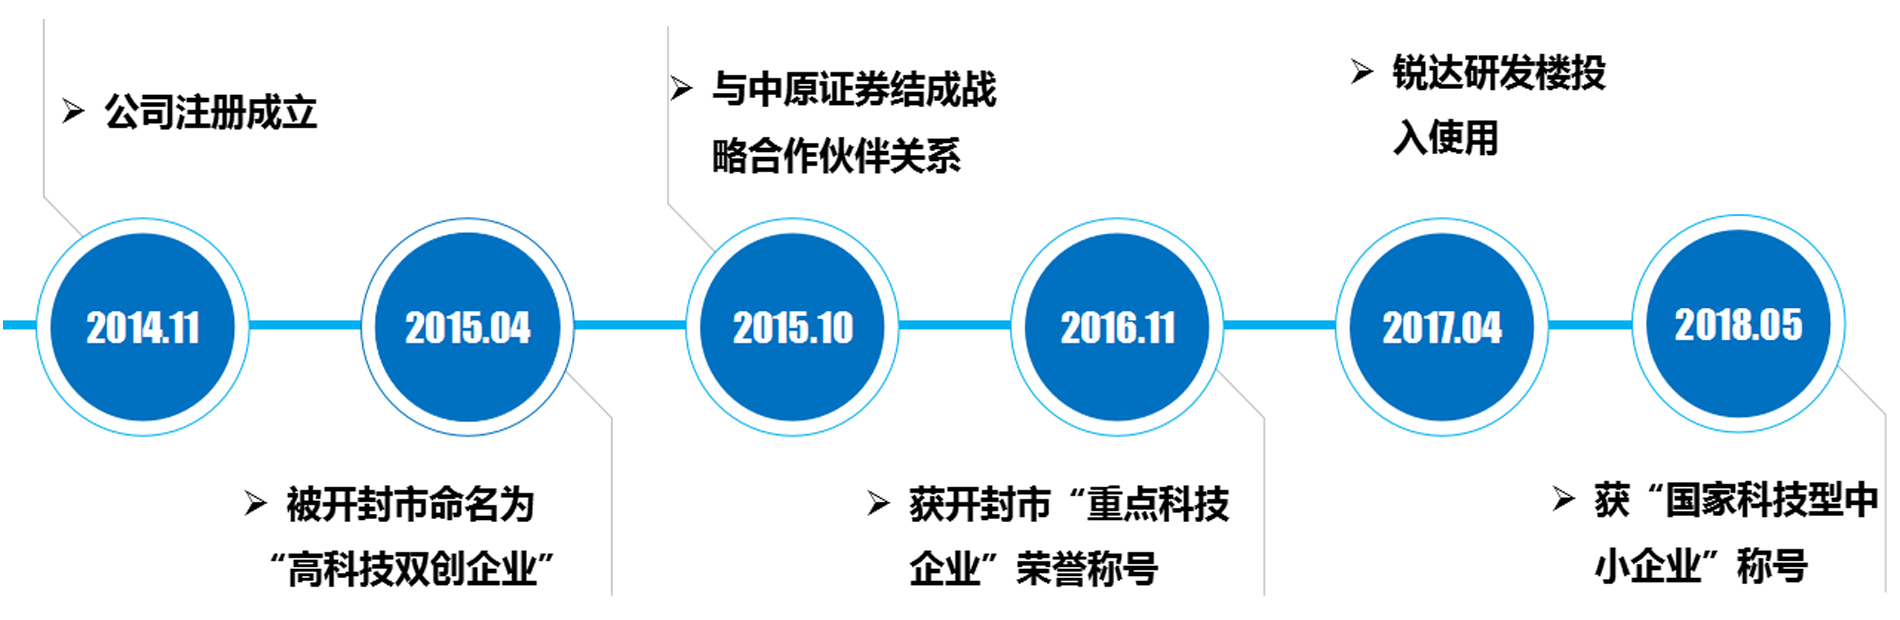 公司注册成立
与中原证券结成战
略合作伙伴关系
锐达研发楼投
入使用
2014.11
2015.04
2015.10
2016.11
2017.04
2018.05
被开封市命名为
“高科技双创企业”
获开封市“重点科技
企业”荣誉称号
获“国家科技型中
小企业”称号